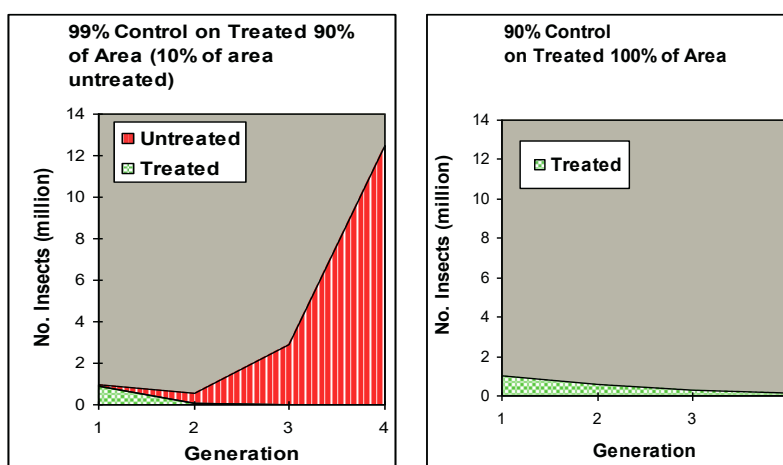 99% Control on Treated 90%
of Area (10% of area
untreated)
14
12
10
8
6
4
2
0
No. Insects (million)
Untreated
Treated
1 2 3 4
Generation
90% Control
on Treated 100% of Area
14
12
10
8
6
4
2
0
No. Insects (million)
Treated
1 2 3
Generation